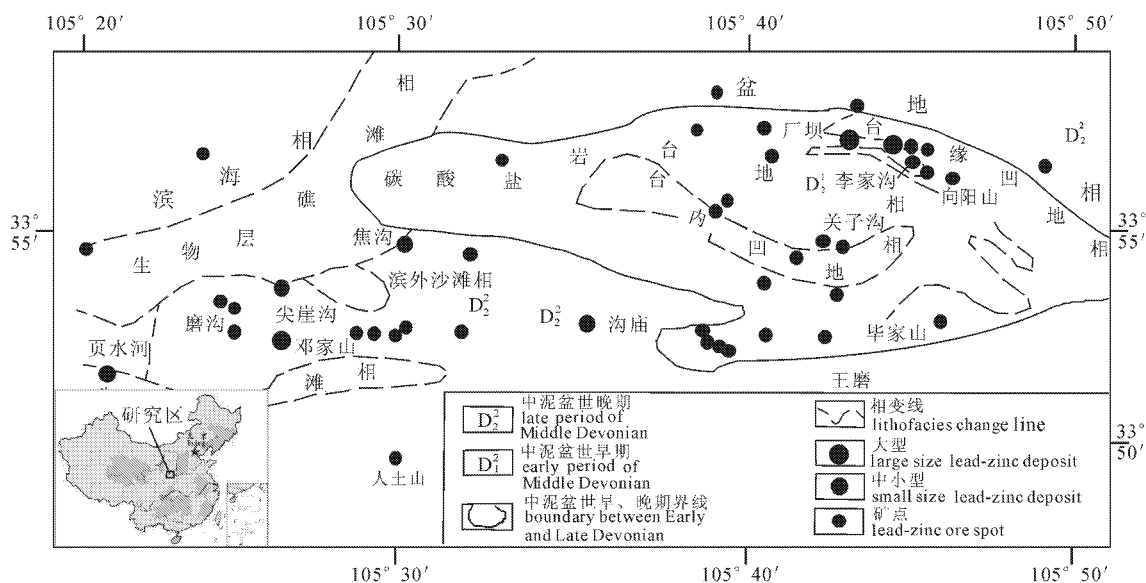 105° 20′
105° 30′
105° 40′
105° 50′
相
盆
地
滩
厂坝
台
D₂²
相
岩
台
缘
海
盐
地
李家沟
凹
滨
礁
碳
酸
台
D₂¹
向阳山
相
33°
55′
层
内
相
关子沟
地
33°
55′
物
焦沟
凹
相
相
生
滨外沙滩相
地
D₂²
D₂²
磨沟
尖崖沟
沟庙
毕家山
页水河
邓家山
滩
相
王磨
研究区
人土山
D₂²
中泥盆世晚期
late period of
Middle Devonian
D₁²
中泥盆世早期
early period of
Middle Devonian
中泥盆世早、晚期界线
boundary between Early
and Late Devonian
相变线
lithofacies change line
大型
large size lead-zinc deposit
中小型
small size lead-zinc deposit
矿点
lead-zinc ore spot
33°
50′
105° 30′
105° 40′
105° 50′